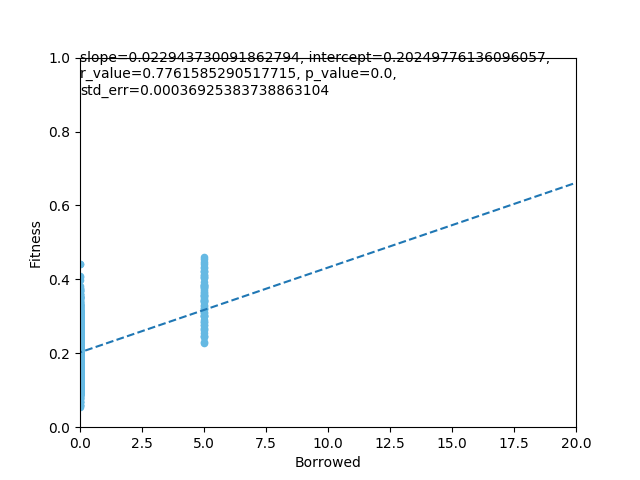 slope=0.022943730091862794, intercept=0.20249776136096057,
r_value=0.7761585290517715, p_value=0.0,
std_err=0.00036925383738863104
1.0
0.8
0.6
0.4
0.2
0.0
Fitness
0.0 2.5 5.0 7.5 10.0 12.5 15.0 17.5 20.0
Borrowed